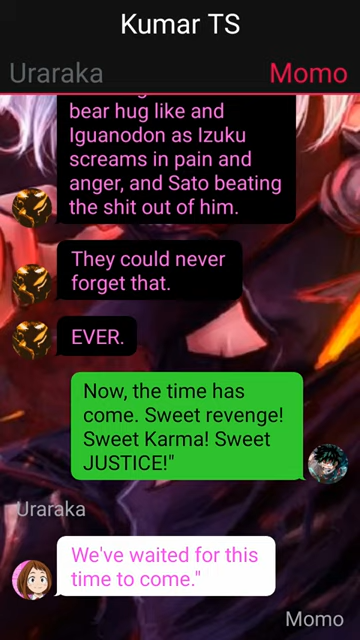 Kumar TS
Uraraka
Momo
bear hug like and
Iguanodon as Izuku
screams in pain and
anger, and Sato beating
the shit out of him.
They could never
forget that.
EVER.
Now, the time has
come. Sweet revenge!
Sweet Karma! Sweet
JUSTICE!"
Uraraka
We've waited for this
time to come."
Momo